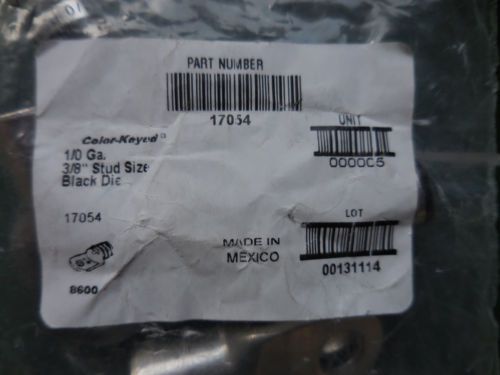 PART NUMBER
17054
UNIT
0000C5
Color-Keyed
1/0 Ga.
3/8" Stud Size
Black Die
17054
LOT
MADE IN
MEXICO
00131114
8600